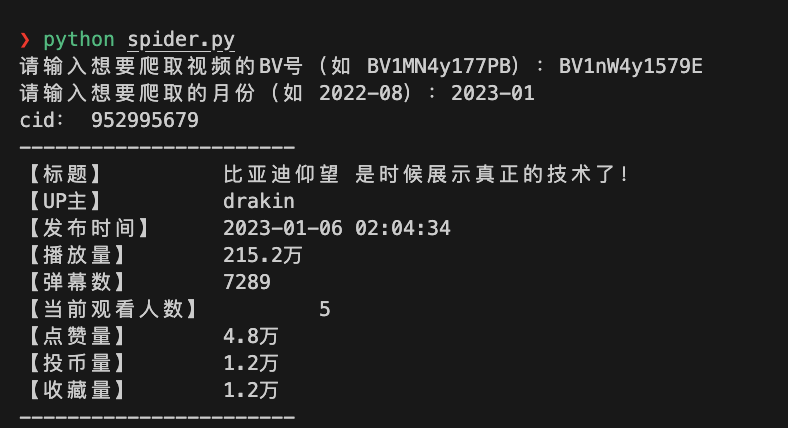 ❯ python spider.py
请输入想要爬取视频的BV号（如 BV1MN4y177PB）：BV1nW4y1579E
请输入想要爬取的月份（如 2022-08）：2023-01
cid： 952995679
-----------------------
【标题】 比亚迪仰望 是时候展示真正的技术了！
【UP主】 drakin
【发布时间】 2023-01-06 02:04:34
【播放量】 215.2万
【弹幕数】 7289
【当前观看人数】 5
【点赞量】 4.8万
【投币量】 1.2万
【收藏量】 1.2万
-----------------------